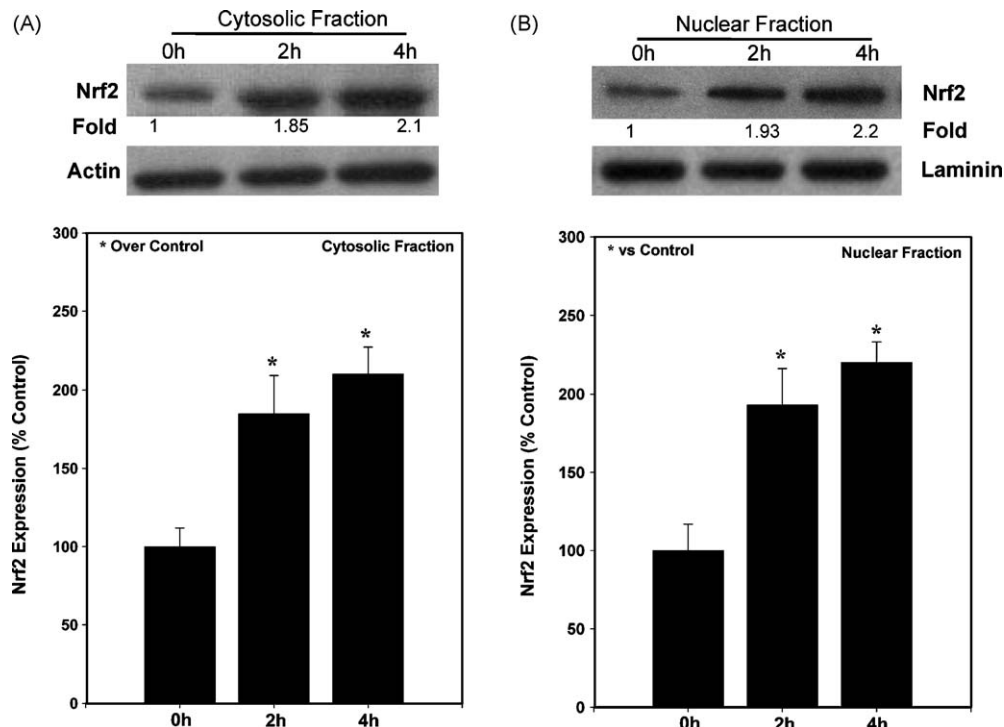 (A)
Cytosolic Fraction
0h 2h 4h
Nrf2
Fold 1 1.85 2.1
Actin
300
* Over Control Cytosolic Fraction
250
*
*
200
150
100
50
0
Nrf2 Expression (% Control)
0h 2h 4h
(B)
Nuclear Fraction
0h 2h 4h
Nrf2
1 1.93 2.2 Fold
Laminin
300
* vs Control Nuclear Fraction
250
*
*
200
150
100
50
0
Nrf2 Expression (% Control)
0h 2h 4h